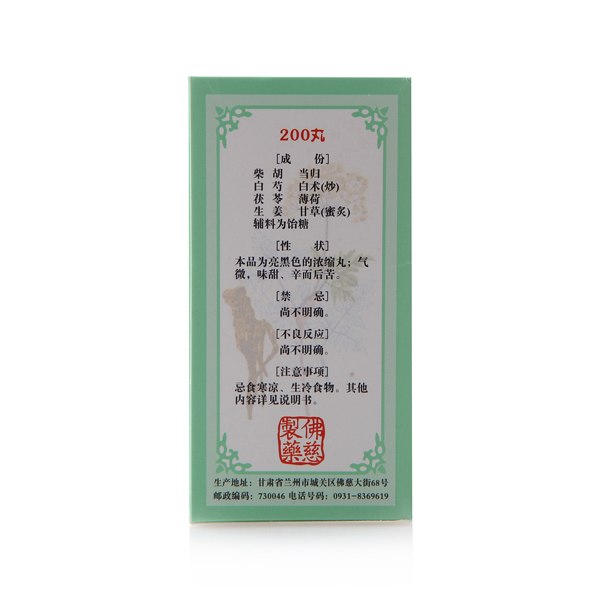 200丸
[成 份]
柴 胡 当归
白 芍 白术(炒)
茯 苓 薄荷
生 姜 甘草(蜜炙)
辅料为饴糖
[性 状]
本品为亮黑色的浓缩丸；气
微，味甜、辛而后苦。
[禁 忌]
尚不明确。
[不良反应]
尚不明确。
[注意事项]
忌食寒凉、生冷食物。其他
内容详见说明书。
佛慈
製藥
生产地址：甘肃省兰州市城关区佛慈大街68号
邮政编码：730046 电话号码：0931-8369619